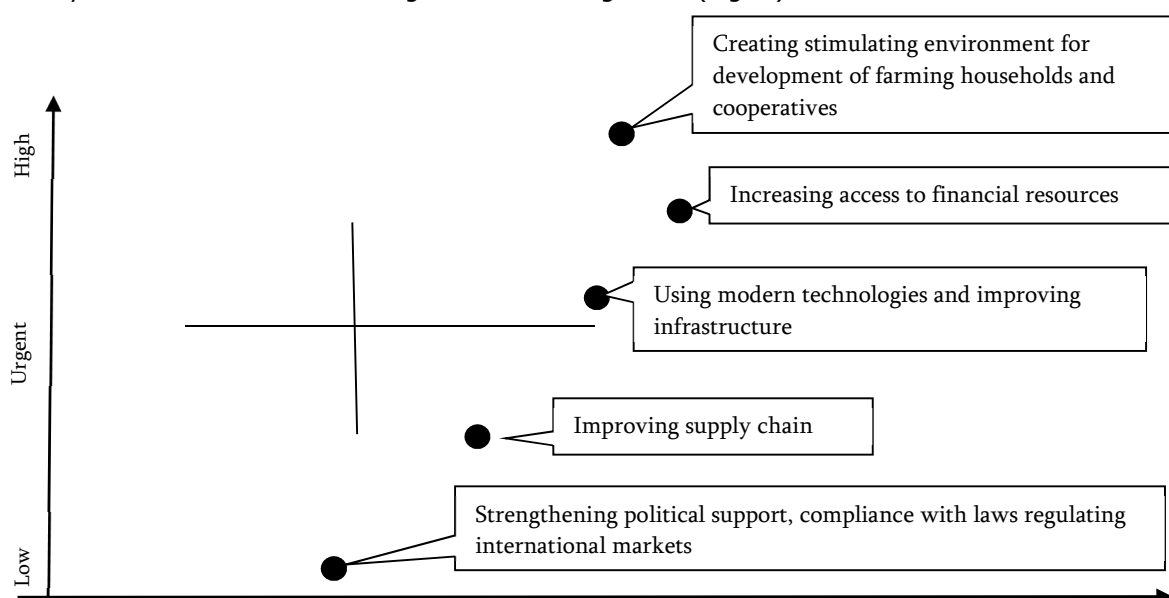 Creating stimulating environment for
development of farming households and
cooperatives
High
Increasing access to financial resources
Using modern technologies and improving
infrastructure
Urgent
Improving supply chain
Strengthening political support, compliance with laws regulating
international markets
Low